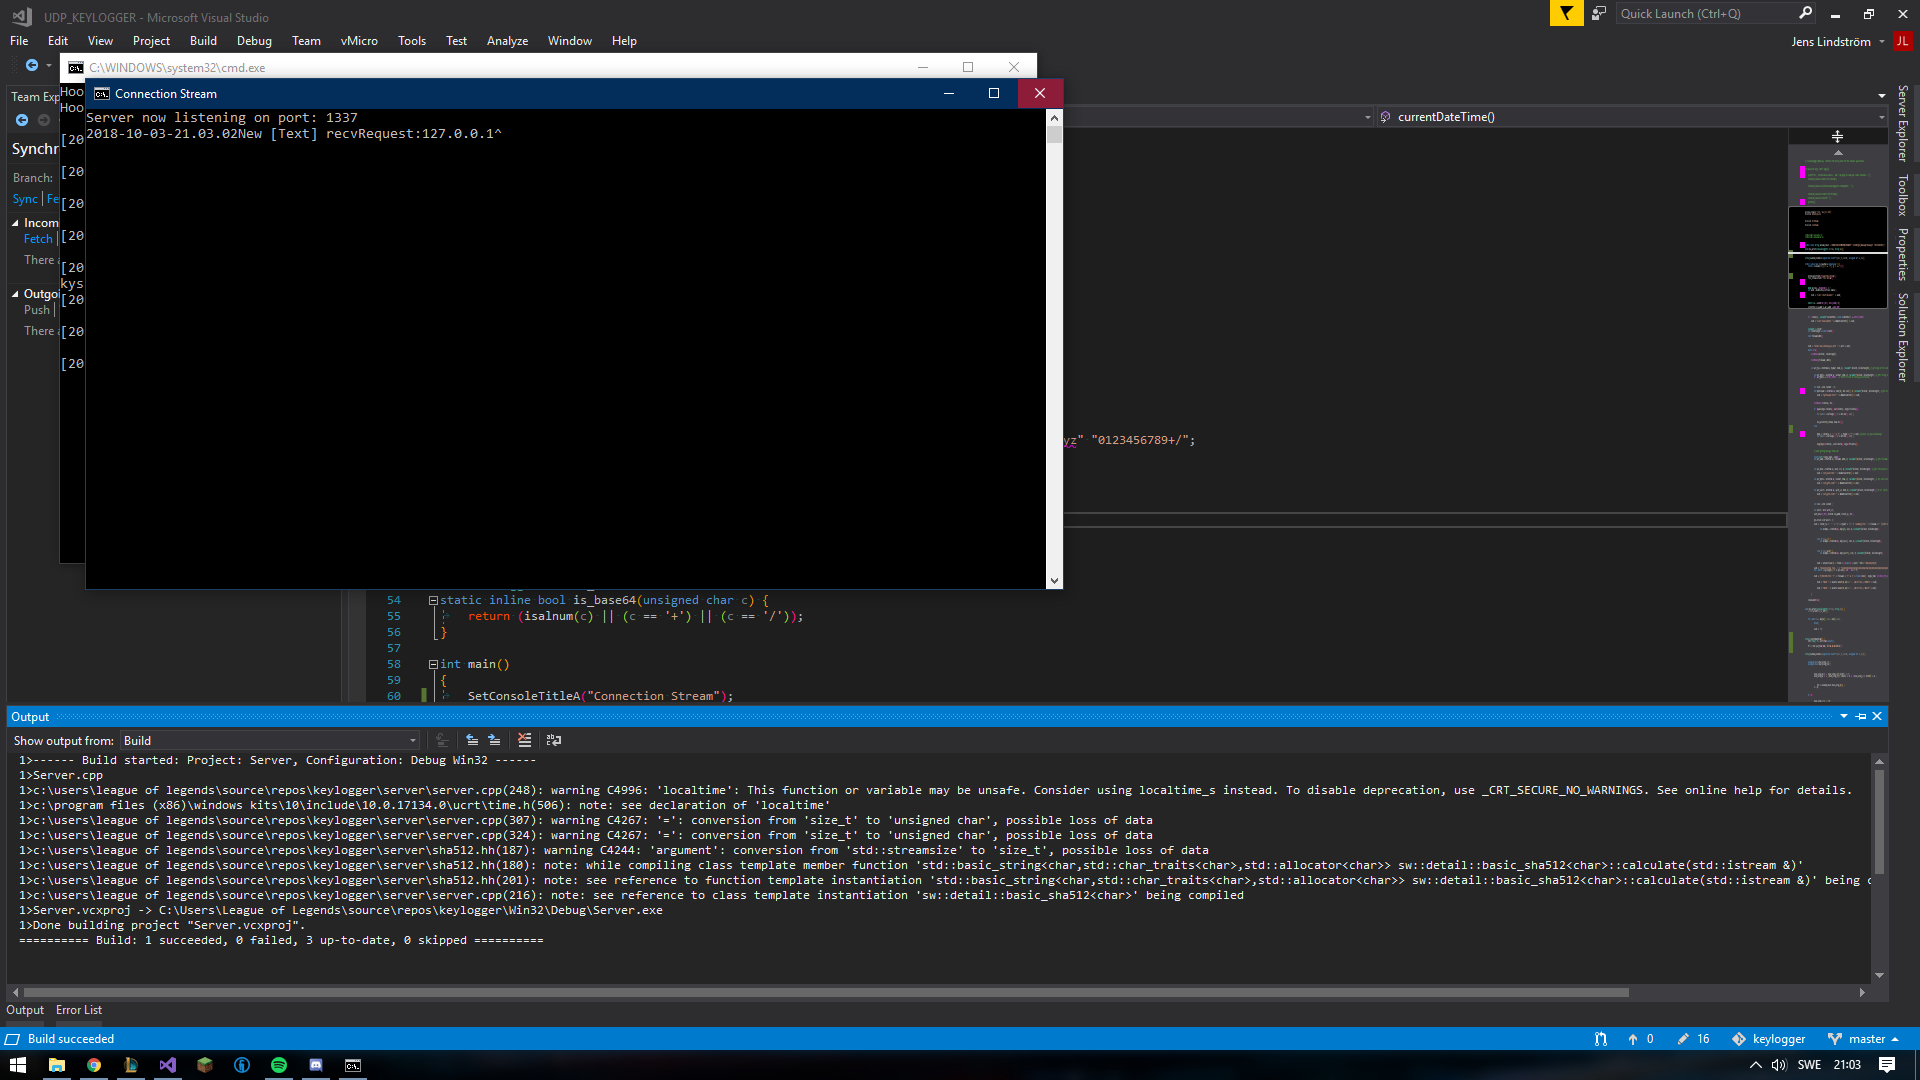 UDP_KEYLOGGER - Microsoft Visual Studio
Quick Launch (Ctrl+Q)
File Edit View Project Build Debug Team vMicro Tools Test Analyze Window Help
Jens Lindström JL
C:\WINDOWS\system32\cmd.exe
Hoo
Hoo
Connection Stream
Server now listening on port: 1337
2018-10-03-21.03.02New [Text] recvRequest:127.0.0.1^
Team Exp
Synchr
Branch:
Sync Fe
Incom
Fetch
There a
Outgo
Push
There a
[20
[20
[20
[20
[20
kys
[20
[20
[20
currentDateTime()
Server Explorer
Toolbox
Properties
Solution Explorer
yz" "0123456789+/";
54 static inline bool is_base64(unsigned char c) {
55 return (isalnum(c) || (c == '+') || (c == '/'));
56 }
57
58 int main()
59 {
60 SetConsoleTitleA("Connection Stream");
Output
Show output from: Build
1>------ Build started: Project: Server, Configuration: Debug Win32 ------
1>Server.cpp
1>c:\users\league of legends\source\repos\keylogger\server\server.cpp(248): warning C4996: 'localtime': This function or variable may be unsafe. Consider using localtime_s instead. To disable deprecation, use _CRT_SECURE_NO_WARNINGS. See online help for details.
1>c:\program files (x86)\windows kits\10\include\10.0.17134.0\ucrt\time.h(506): note: see declaration of 'localtime'
1>c:\users\league of legends\source\repos\keylogger\server\server.cpp(307): warning C4267: '=': conversion from 'size_t' to 'unsigned char', possible loss of data
1>c:\users\league of legends\source\repos\keylogger\server\server.cpp(324): warning C4267: '=': conversion from 'size_t' to 'unsigned char', possible loss of data
1>c:\users\league of legends\source\repos\keylogger\server\sha512.hh(187): warning C4244: 'argument': conversion from 'std::streamsize' to 'size_t', possible loss of data
1>c:\users\league of legends\source\repos\keylogger\server\sha512.hh(180): note: while compiling class template member function 'std::basic_string<char,std::char_traits<char>,std::allocator<char>> sw::detail::basic_sha512<char>::calculate(std::istream &)'
1>c:\users\league of legends\source\repos\keylogger\server\sha512.hh(201): note: see reference to function template instantiation 'std::basic_string<char,std::char_traits<char>,std::allocator<char>> sw::detail::basic_sha512<char>::calculate(std::istream &)' being c
1>c:\users\league of legends\source\repos\keylogger\server\server.cpp(216): note: see reference to class template instantiation 'sw::detail::basic_sha512<char>' being compiled
1>Server.vcxproj -> C:\Users\League of Legends\source\repos\keylogger\Win32\Debug\Server.exe
1>Done building project "Server.vcxproj".
========== Build: 1 succeeded, 0 failed, 3 up-to-date, 0 skipped ==========
Output Error List
Build succeeded
0 16 keylogger master
SWE 21:03